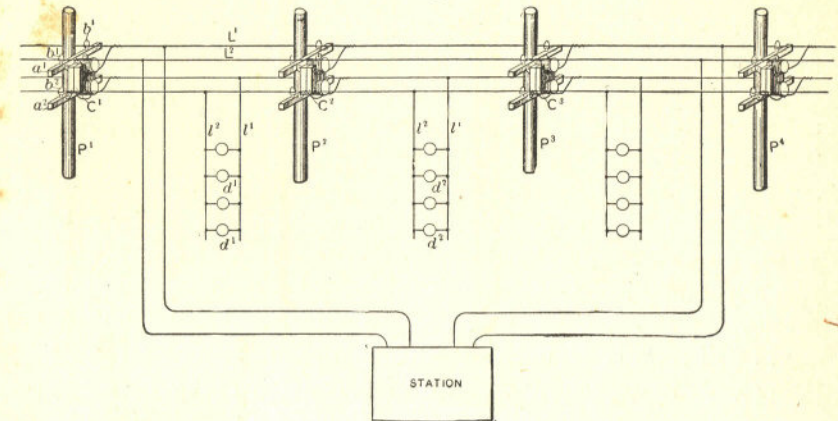 b¹
L¹
b¹
L²
a¹
b²
a²
C¹
C²
C³
l²
l¹
l²
l¹
P¹
P²
P³
P⁴
d¹
d²
d¹
d²
STATION